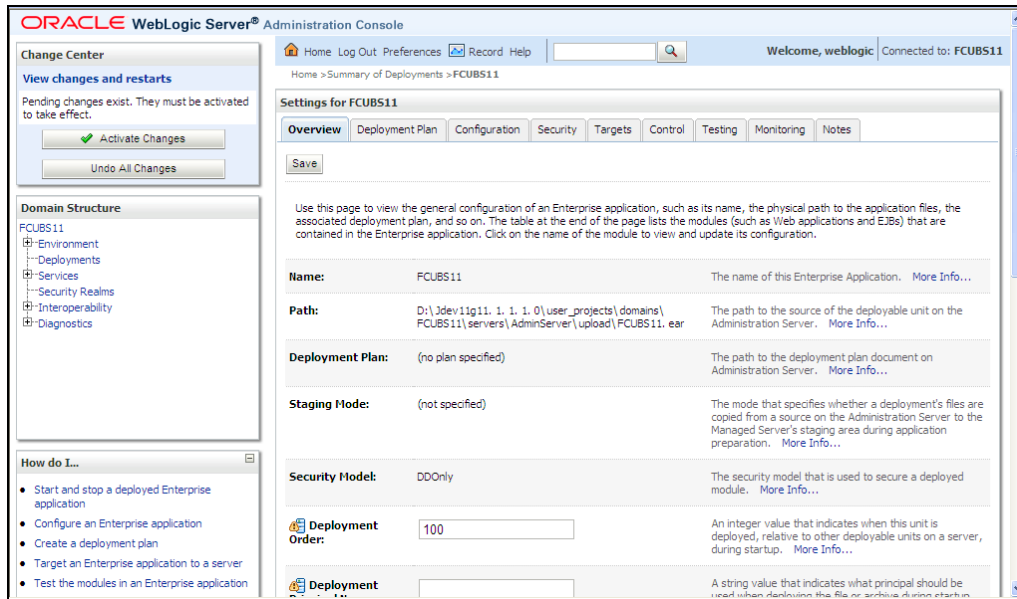 ORACLE WebLogic Server® Administration Console
Change Center
View changes and restarts
Pending changes exist. They must be activated
to take effect.
Activate Changes
Undo All Changes
Domain Structure
FCUBS11
Environment
Deployments
Services
Security Realms
Interoperability
Diagnostics
How do I...
Start and stop a deployed Enterprise
application
Configure an Enterprise application
Create a deployment plan
Target an Enterprise application to a server
Test the modules in an Enterprise application
Home Log Out Preferences Record Help
Welcome, weblogic Connected to: FCUBS11
Home >Summary of Deployments >FCUBS11
Settings for FCUBS11
Overview Deployment Plan Configuration Security Targets Control Testing Monitoring Notes
Save
Use this page to view the general configuration of an Enterprise application, such as its name, the physical path to the application files, the
associated deployment plan, and so on. The table at the end of the page lists the modules (such as Web applications and EJBs) that are
contained in the Enterprise application. Click on the name of the module to view and update its configuration.
Name: FCUBS11 The name of this Enterprise Application. More Info...
Path: D:\Jdev11g11. 1. 1. 1. 0\user_projects\domains\ The path to the source of the deployable unit on the
FCUBS11\servers\AdminServer\upload\FCUBS11. ear Administration Server. More Info...
Deployment Plan: (no plan specified) The path to the deployment plan document on
Administration Server. More Info...
Staging Mode: (not specified) The mode that specifies whether a deployment's files are
copied from a source on the Administration Server to the
Managed Server's staging area during application
preparation. More Info...
Security Model: DDOnly The security model that is used to secure a deployed
module. More Info...
Deployment 100 An integer value that indicates when this unit is
Order: deployed, relative to other deployable units on a server,
during startup. More Info...
Deployment A string value that indicates what principal should be
used when deploying the file or archive during startup